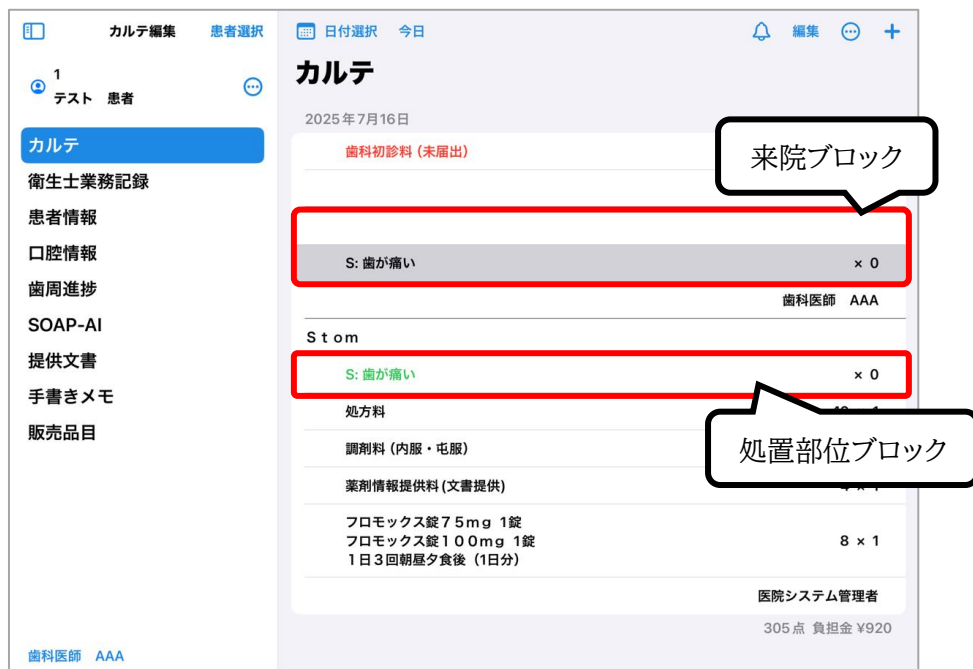 カルテ編集 患者選択
日付選択 今日 編集
1
テスト 患者
カルテ
2025年7月16日
カルテ
衛生士業務記録
患者情報
口腔情報
歯周進捗
SOAP-AI
提供文書
手書きメモ
販売品目
歯科医師 AAA
歯科初診料 (未届出)
来院ブロック
S: 歯が痛い × 0
歯科医師 AAA
Ｓｔｏｍ
S: 歯が痛い × 0
処方料
処置部位ブロック
調剤料 (内服・屯服)
薬剤情報提供料(文書提供)
フロモックス錠７５mg 1錠
フロモックス錠１００mg 1錠
１日３回朝昼夕食後（1日分） 8 × 1
医院システム管理者
305点 負担金 ¥920